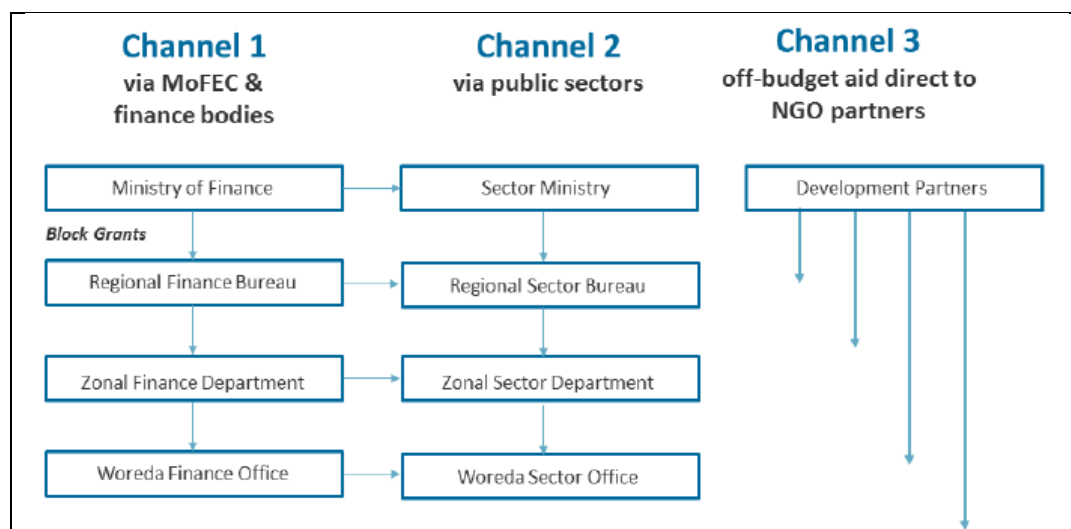 Channel 1
via MoFEC &
finance bodies
Channel 2
via public sectors
Channel 3
off-budget aid direct to
NGO partners
Ministry of Finance
Sector Ministry
Development Partners
Block Grants
Regional Finance Bureau
Regional Sector Bureau
Zonal Finance Department
Zonal Sector Department
Woreda Finance Office
Woreda Sector Office